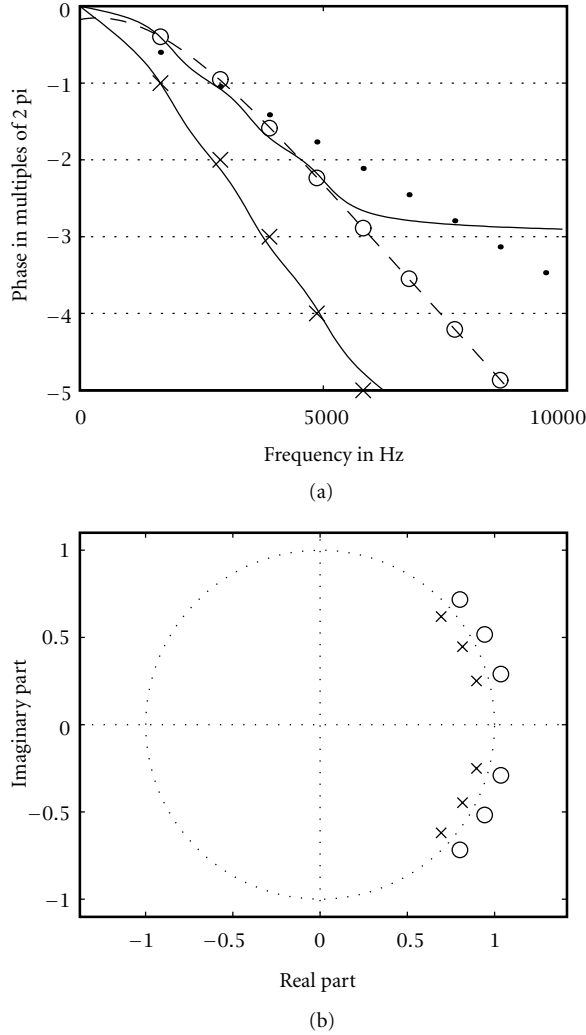 0
−1
−2
−3
−4
−5
Phase in multiples of 2 pi
0 5000 10000
Frequency in Hz
(a)
1
0.5
0
−0.5
−1
Imaginary part
−1 −0.5 0 0.5 1
Real part
(b)